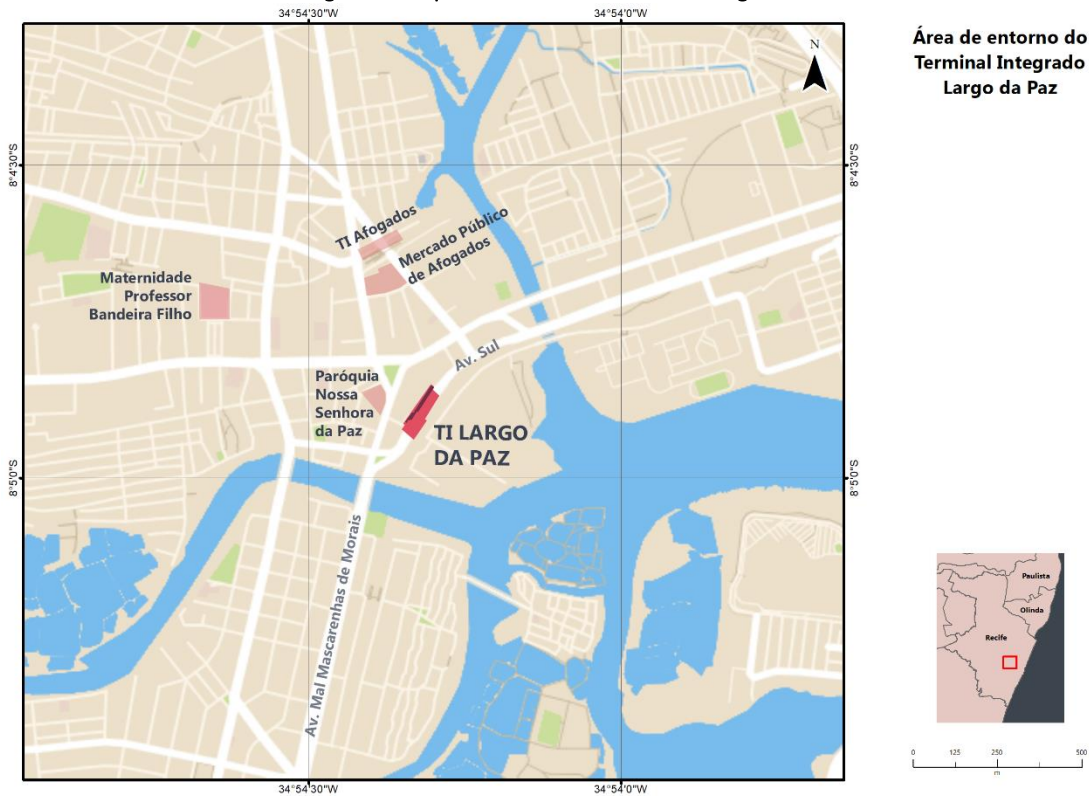 34°54'30"W
34°54'0"W
Área de entorno do
Terminal Integrado
Largo da Paz
N
8°4'30"S
8°4'30"S
TI Afogados
Mercado Público
de Afogados
Maternidade
Professor
Bandeira Filho
Av. Sul
Paróquia
Nossa
Senhora
da Paz
TI LARGO
DA PAZ
8°5'0"S
8°5'0"S
Av. Mal Mascarenhas de Morais
Paulista
Olinda
Recife
0 125 250 500
m
34°54'30"W
34°54'0"W